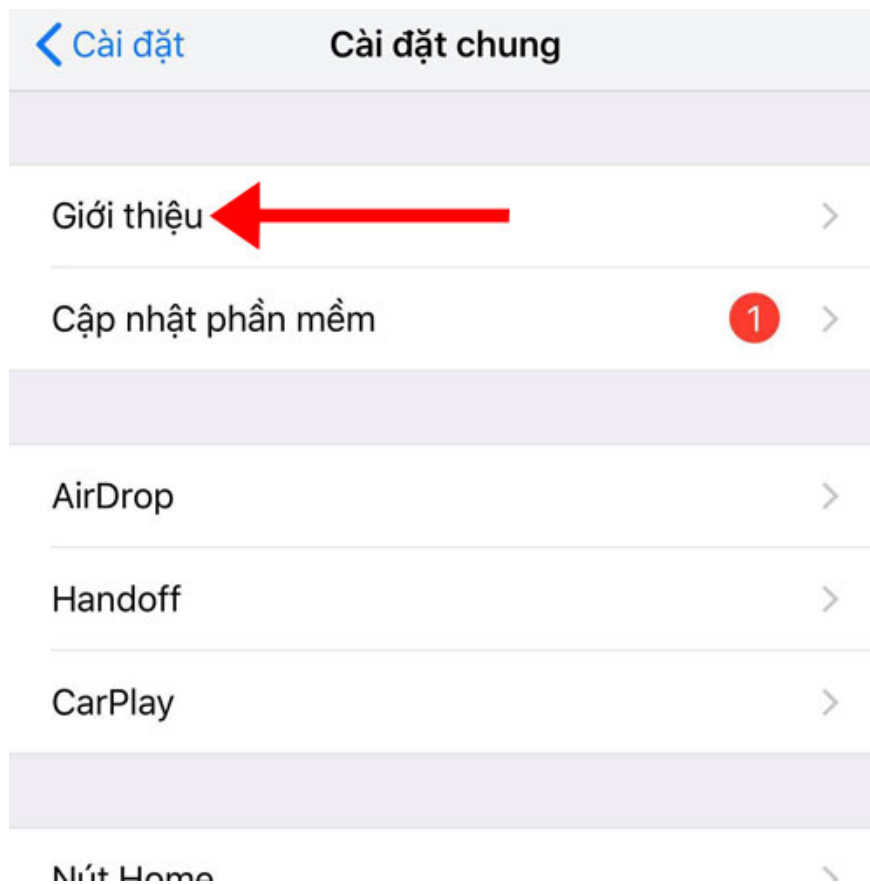 Cài đặt Cài đặt chung
Giới thiệu
Cập nhật phần mềm 1
AirDrop
Handoff
CarPlay
Nút Home